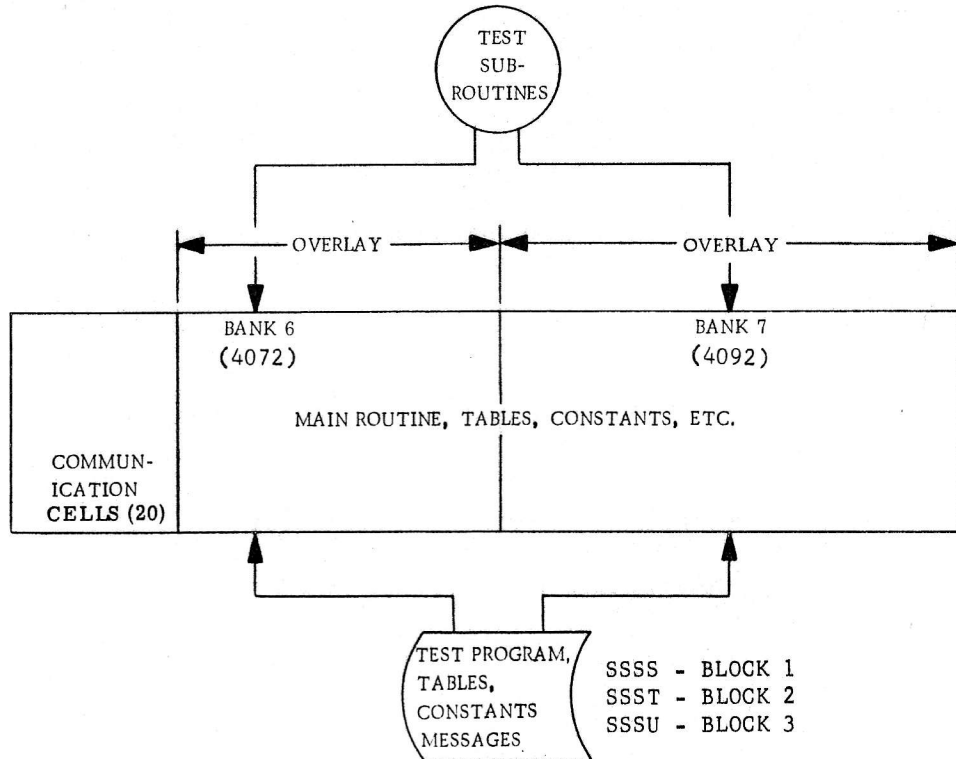 TEST
SUB-
ROUTINES
OVERLAY
OVERLAY
BANK 6
(4072)
BANK 7
(4092)
MAIN ROUTINE, TABLES, CONSTANTS, ETC.
COMMUN-
ICATION
CELLS (20)
TEST PROGRAM,
TABLES,
CONSTANTS
MESSAGES
SSSS - BLOCK 1
SSST - BLOCK 2
SSSU - BLOCK 3